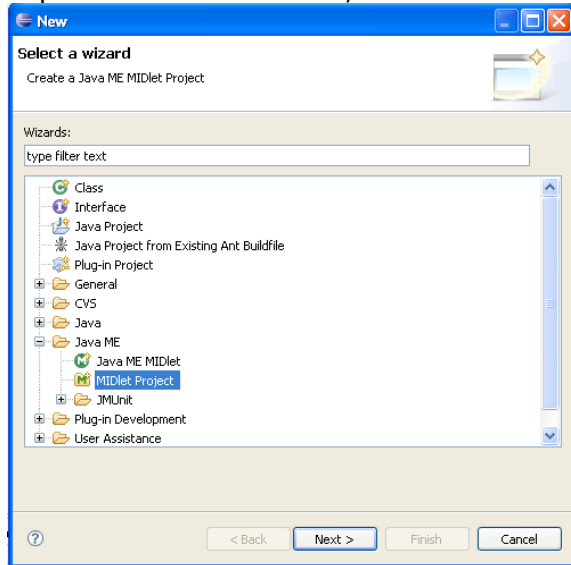 New
Select a wizard
Create a Java ME MIDlet Project
Wizards:
type filter text
Class
Interface
Java Project
Java Project from Existing Ant Buildfile
Plug-in Project
General
CVS
Java
Java ME
Java ME MIDlet
MIDlet Project
JMUnit
Plug-in Development
User Assistance
< Back Next > Finish Cancel